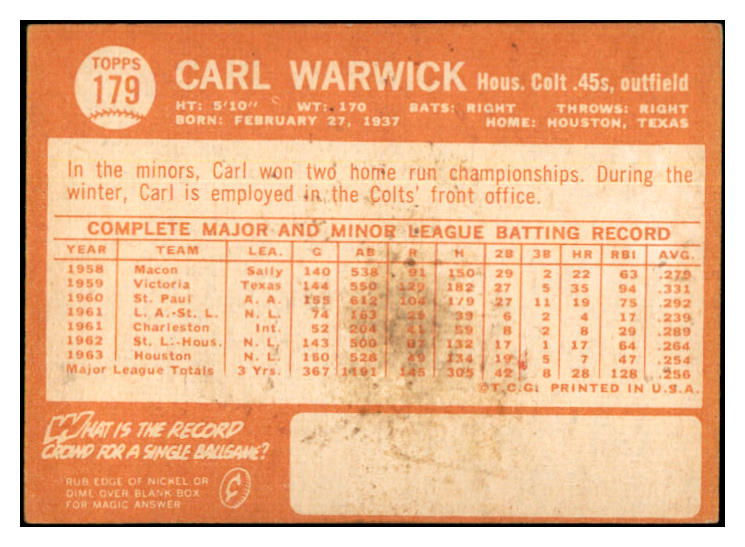 TOPPS
179
CARL WARWICK Hous. Colt .45s, outfield
HT: 5'10" WT: 170 BATS: RIGHT THROWS: RIGHT
BORN: FEBRUARY 27, 1937 HOME: HOUSTON, TEXAS
In the minors, Carl won two home run championships. During the
winter, Carl is employed in the Colts' front office.
COMPLETE MAJOR AND MINOR LEAGUE BATTING RECORD
YEAR TEAM LEA. G AB R H 2B 3B HR RBI AVG.
1958 Macon Sally 140 538 91 150 29 2 22 63 .279
1959 Victoria Texas 144 550 129 182 27 5 35 94 .331
1960 St. Paul A. A. 155 612 104 179 27 11 19 75 .292
1961 L. A.-St. L. N. L. 74 163 29 39 6 2 4 17 .239
1961 Charleston Int. 52 204 41 59 8 2 8 29 .289
1962 St. L.-Hous. N. L. 143 500 67 132 17 1 17 64 .264
1963 Houston N. L. 150 528 49 134 19 5 7 47 .254
Major League Totals 3 Yrs. 367 1191 145 305 42 8 28 128 .256
© T.C.G. PRINTED IN U.S.A.
WHAT IS THE RECORD
CROWD FOR A SINGLE BALLGAME?
RUB EDGE OF NICKEL OR
DIME OVER BLANK BOX
FOR MAGIC ANSWER